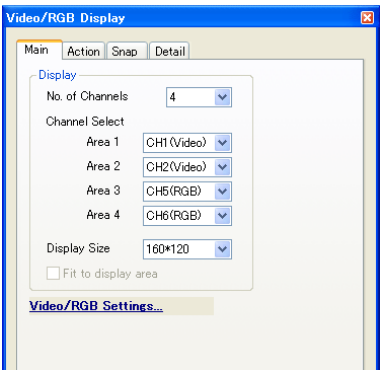 Video/RGB Display
Main Action Snap Detail
Display
No. of Channels 4
Channel Select
Area 1 CH1(Video)
Area 2 CH2(Video)
Area 3 CH5(RGB)
Area 4 CH6(RGB)
Display Size 160*120
Fit to display area
Video/RGB Settings...